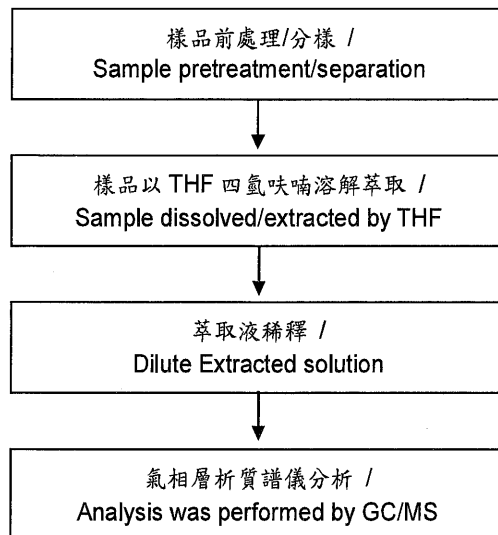 樣品前處理/分樣 /
Sample pretreatment/separation
樣品以 THF 四氫呋喃溶解萃取 /
Sample dissolved/extracted by THF
萃取液稀釋 /
Dilute Extracted solution
氣相層析質譜儀分析 /
Analysis was performed by GC/MS